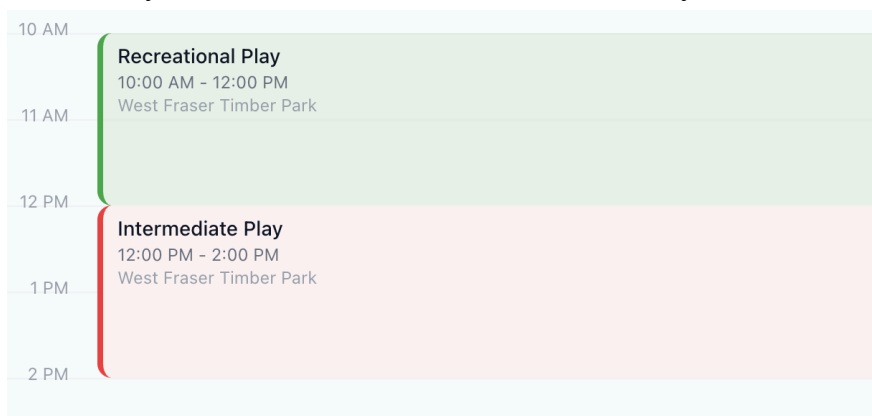 10 AM
Recreational Play
10:00 AM - 12:00 PM
West Fraser Timber Park
11 AM
12 PM
Intermediate Play
12:00 PM - 2:00 PM
West Fraser Timber Park
1 PM
2 PM